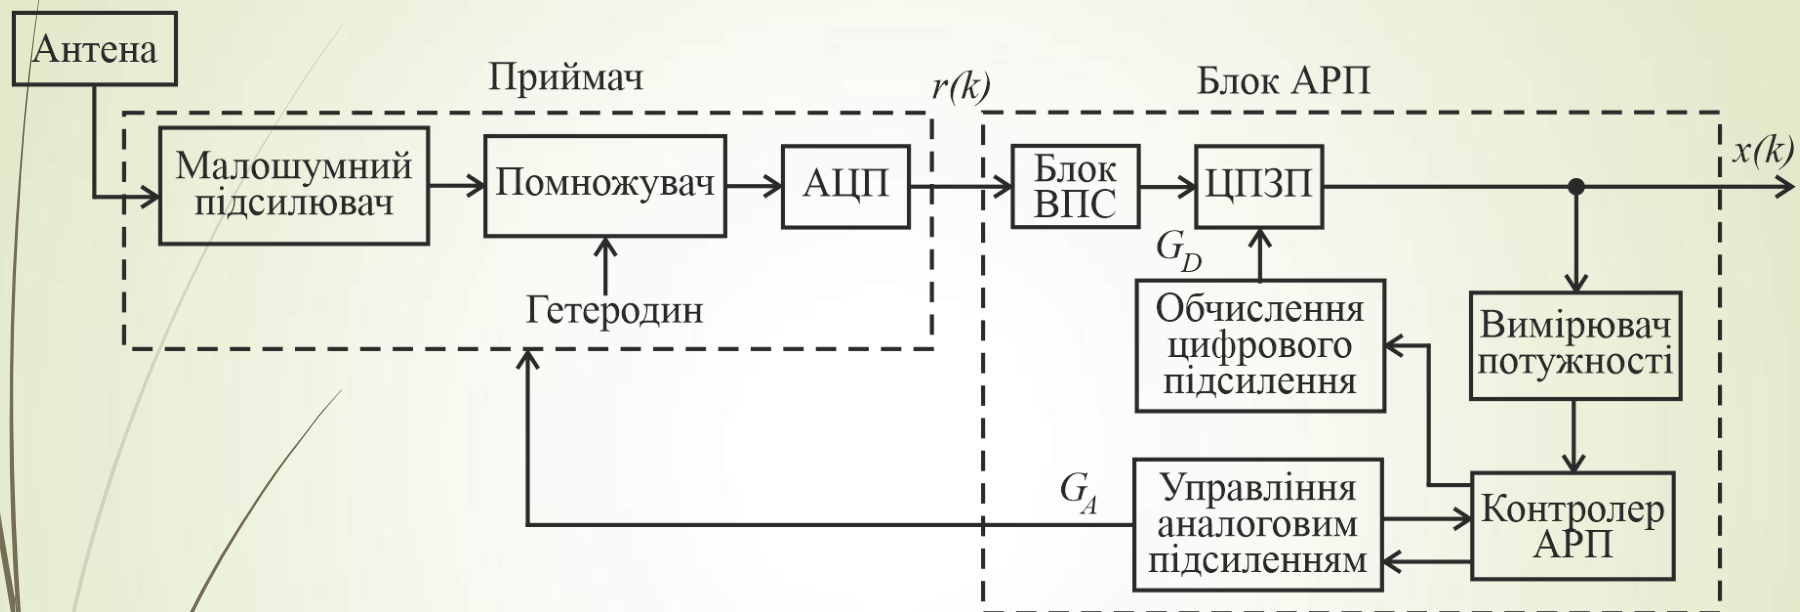 Антена
Приймач
r(k)
Блок АРП
Малошумний
підсилювач
Помножувач
АЦП
Гетеродин
Блок
ВПС
ЦПЗП
x(k)
G_D
Обчислення
цифрового
підсилення
Вимірювач
потужності
G_A
Управління
аналоговим
підсиленням
Контролер
АРП